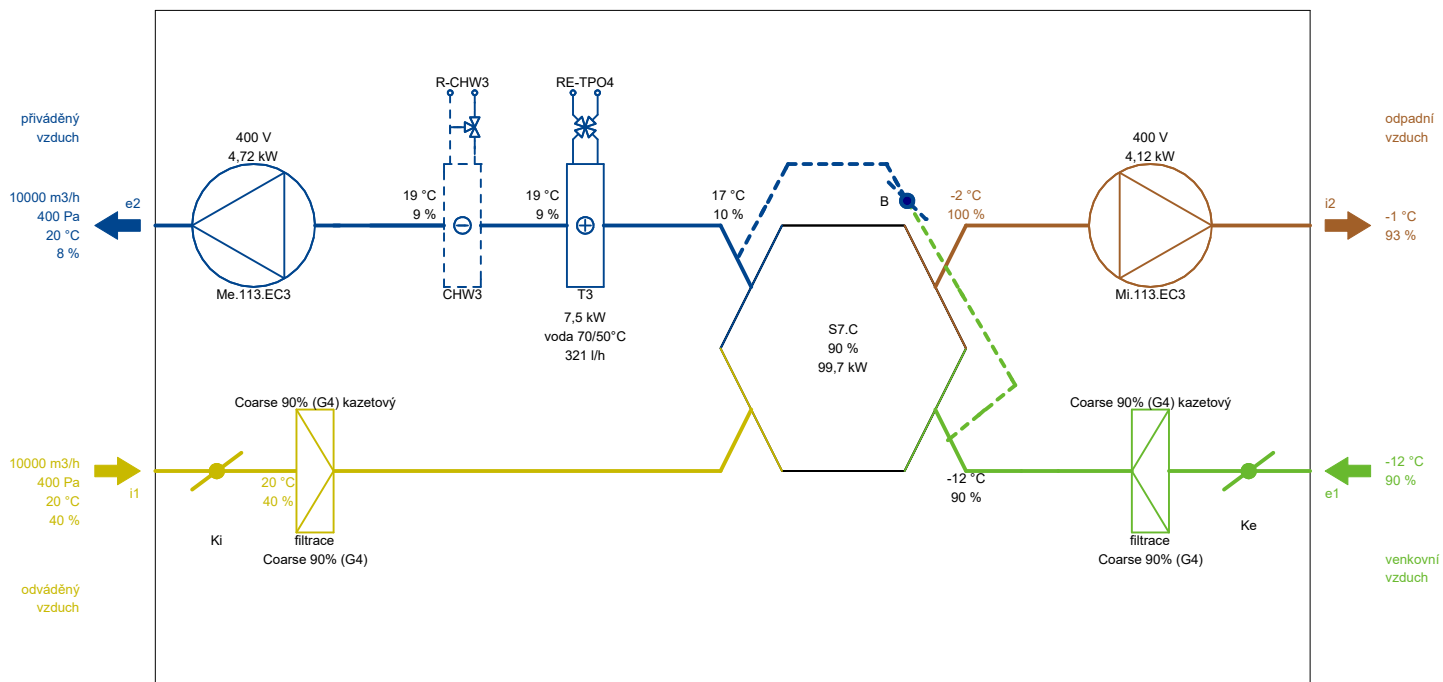 R-CHW3
RE-TPO4
přiváděný
vzduch
400 V
4,72 kW
10000 m3/h
400 Pa
20 °C
8 %
e2
19 °C
9 %
19 °C
9 %
17 °C
10 %
B
-2 °C
100 %
400 V
4,12 kW
odpadní
vzduch
i2
-1 °C
93 %
Me.113.EC3
CHW3
T3
7,5 kW
voda 70/50°C
321 l/h
Mi.113.EC3
S7.C
90 %
99,7 kW
Coarse 90% (G4) kazetový
Coarse 90% (G4) kazetový
10000 m3/h
400 Pa
20 °C
40 %
i1
20 °C
40 %
-12 °C
90 %
-12 °C
90 %
e1
Ki
filtrace
Coarse 90% (G4)
filtrace
Coarse 90% (G4)
Ke
odváděný
vzduch
venkovní
vzduch